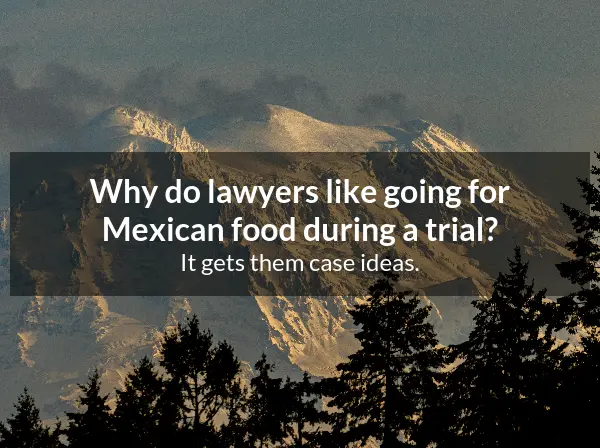 Why do lawyers like going for
Mexican food during a trial?
It gets them case ideas.